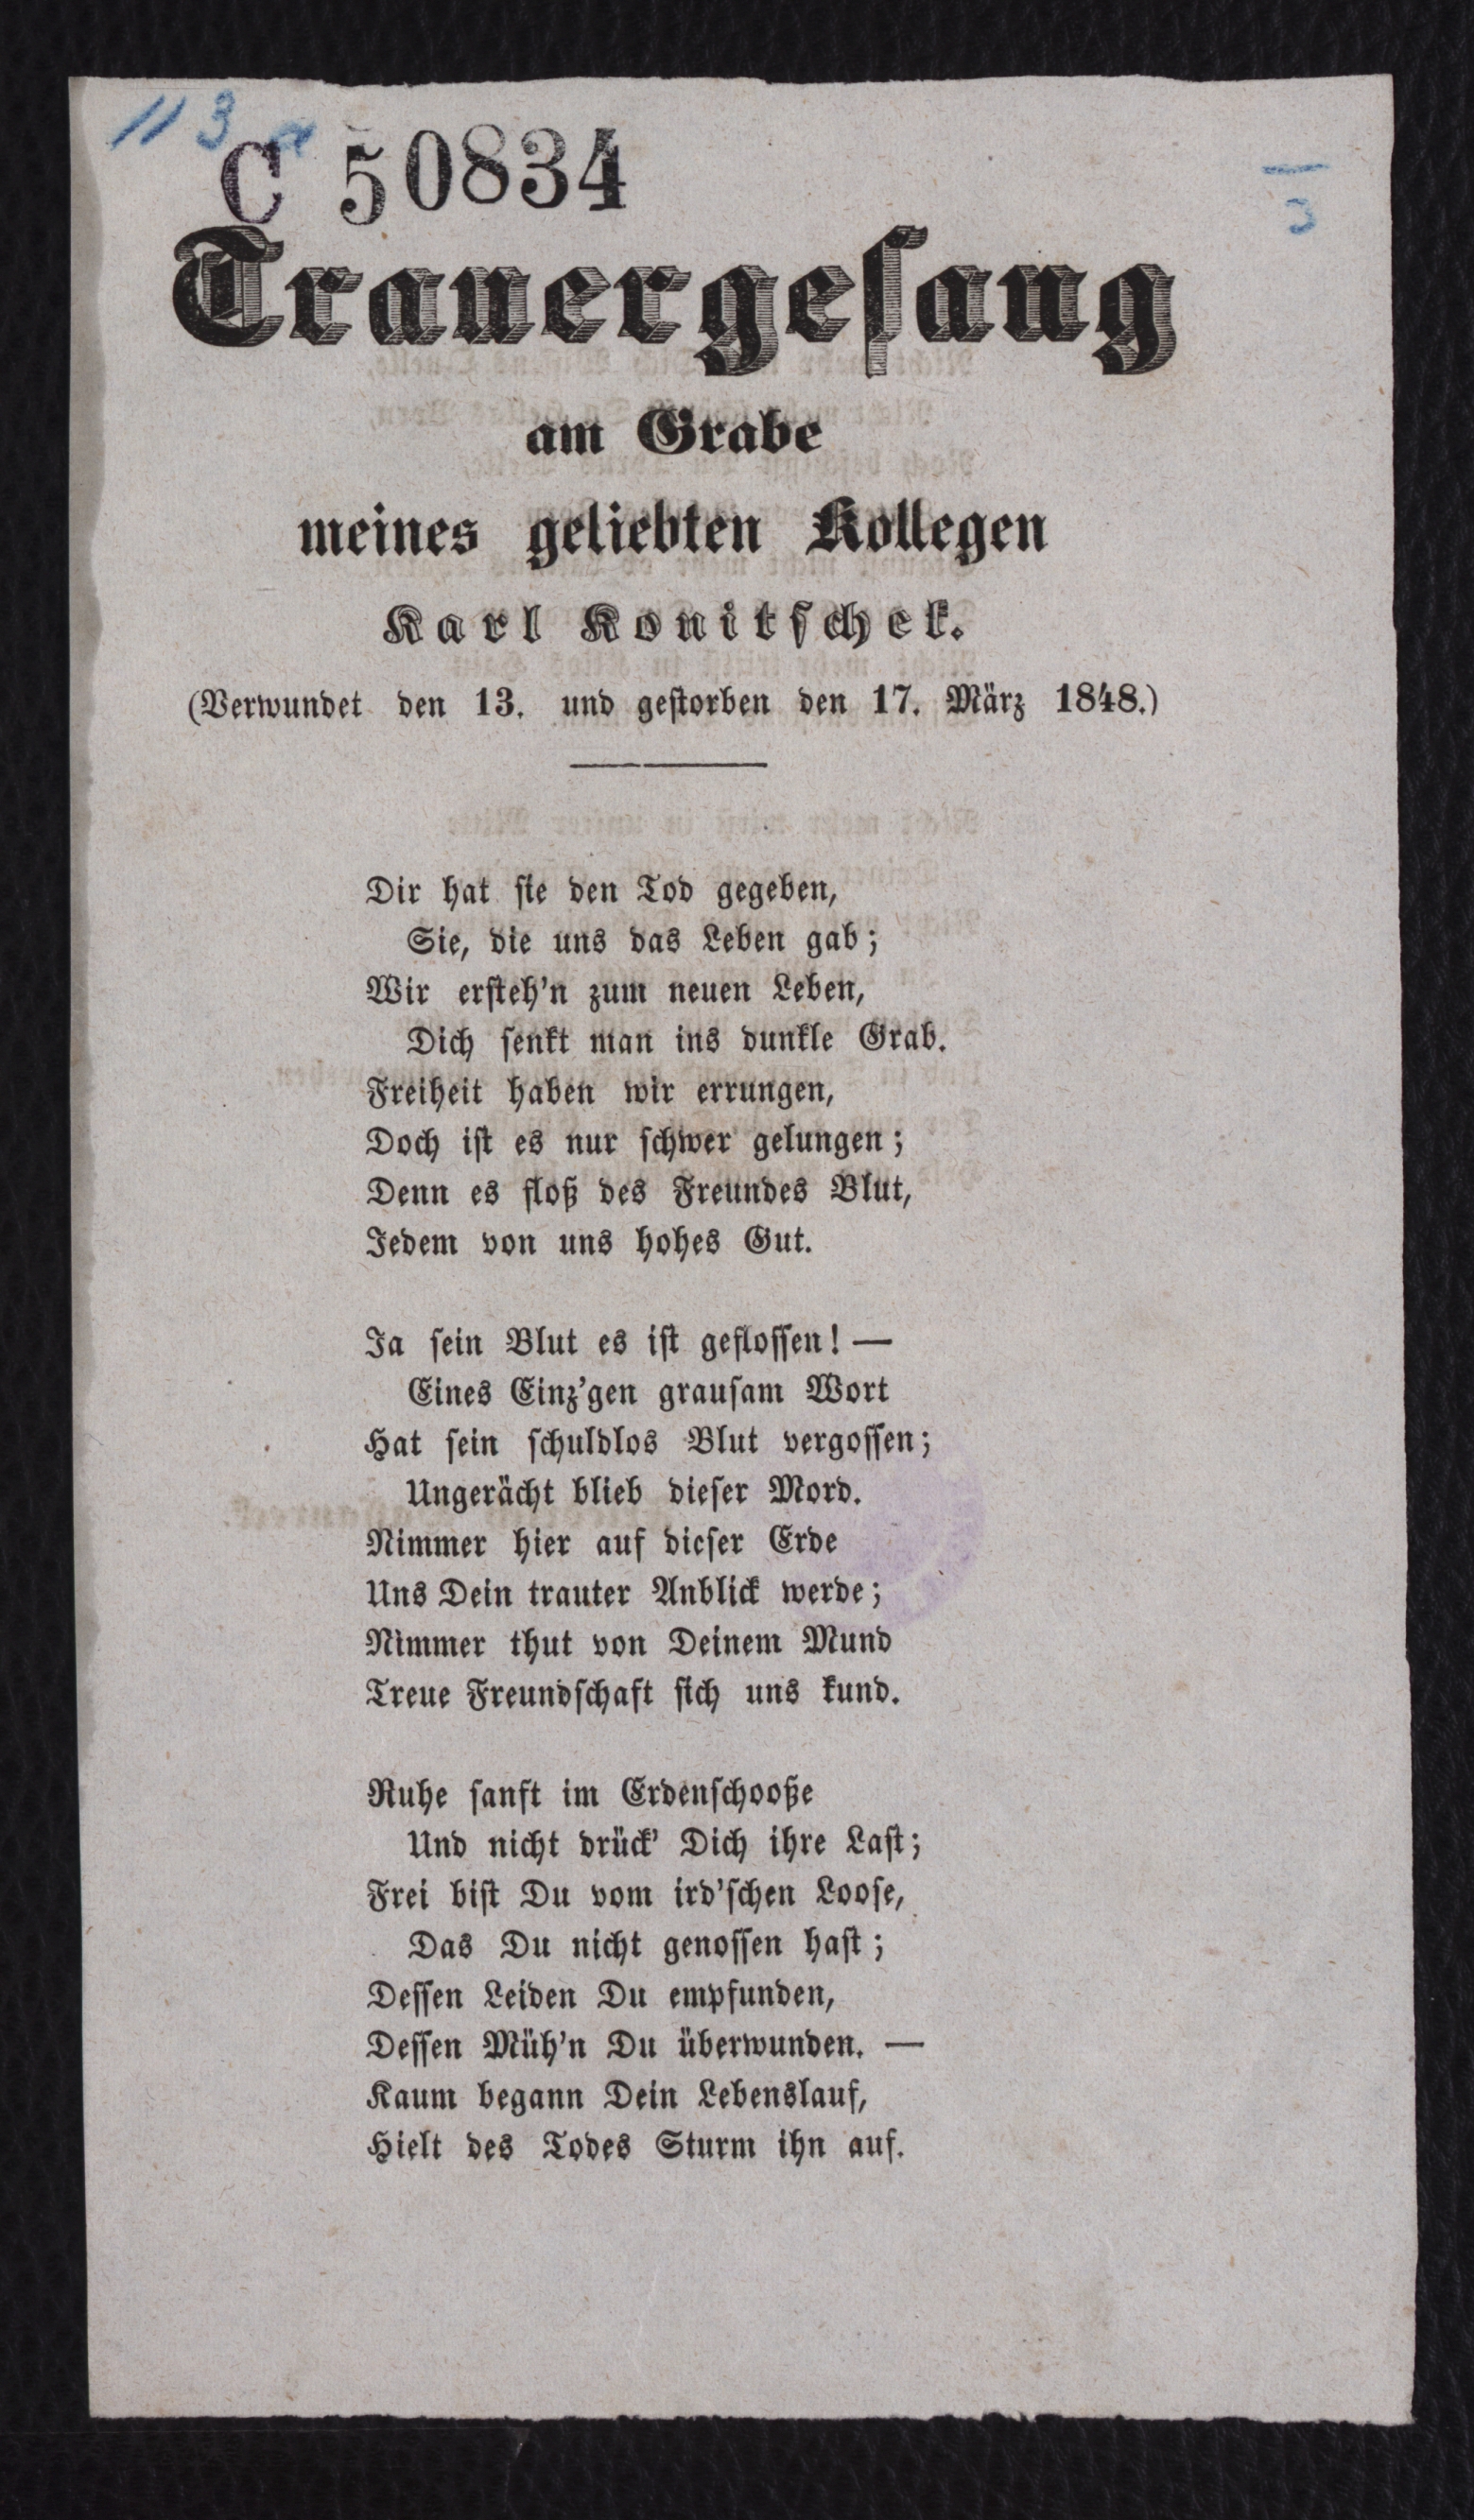 113
C 50834
3
Trauergesang
am Grabe
meines geliebten Kollegen
Karl Konitschek.
(Verwundet den 13. und gestorben den 17. März 1848.)
Dir hat sie den Tod gegeben,
Sie, die uns das Leben gab;
Wir ersteh'n zum neuen Leben,
Dich senkt man ins dunkle Grab.
Freiheit haben wir errungen,
Doch ist es nur schwer gelungen;
Denn es floß des Freundes Blut,
Jedem von uns hohes Gut.
Ja sein Blut es ist geflossen! —
Eines Einz'gen grausam Wort
Hat sein schuldlos Blut vergossen;
Ungerächt blieb dieser Mord.
Nimmer hier auf dieser Erde
Uns Dein trauter Anblick werde;
Nimmer thut von Deinem Mund
Treue Freundschaft sich uns kund.
Ruhe sanft im Erdenschooße
Und nicht drück' Dich ihre Last;
Frei bist Du vom ird'schen Loose,
Das Du nicht genossen hast;
Dessen Leiden Du empfunden,
Dessen Müh'n Du überwunden. —
Kaum begann Dein Lebenslauf,
Hielt des Todes Sturm ihn auf.